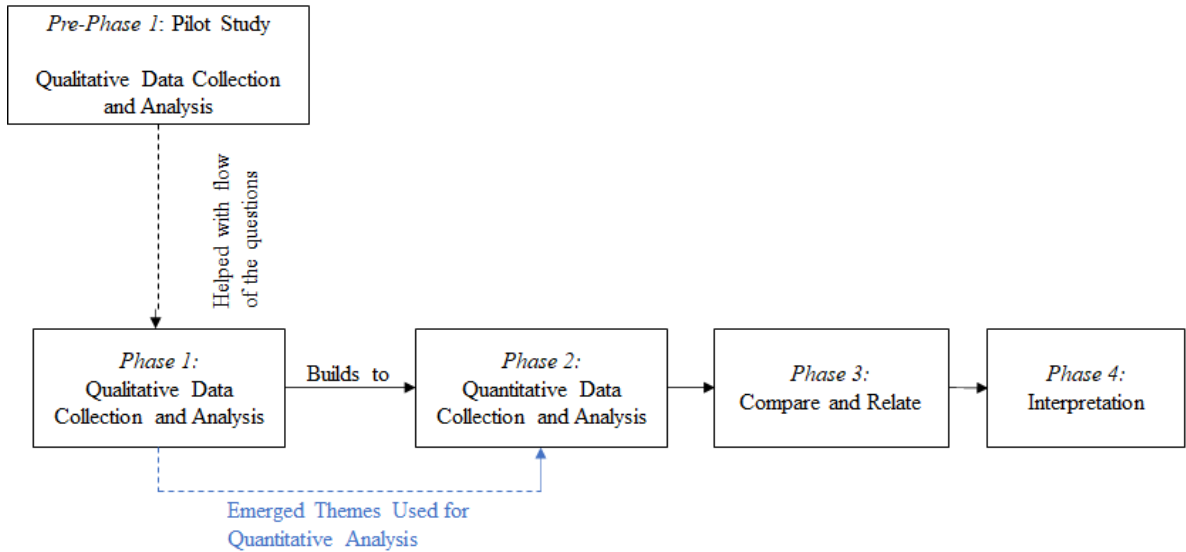 Pre-Phase 1: Pilot Study
Qualitative Data Collection
and Analysis
Helped with flow
of the questions
Phase 1:
Qualitative Data
Collection and Analysis
Builds to
Phase 2:
Quantitative Data
Collection and Analysis
Phase 3:
Compare and Relate
Phase 4:
Interpretation
Emerged Themes Used for
Quantitative Analysis